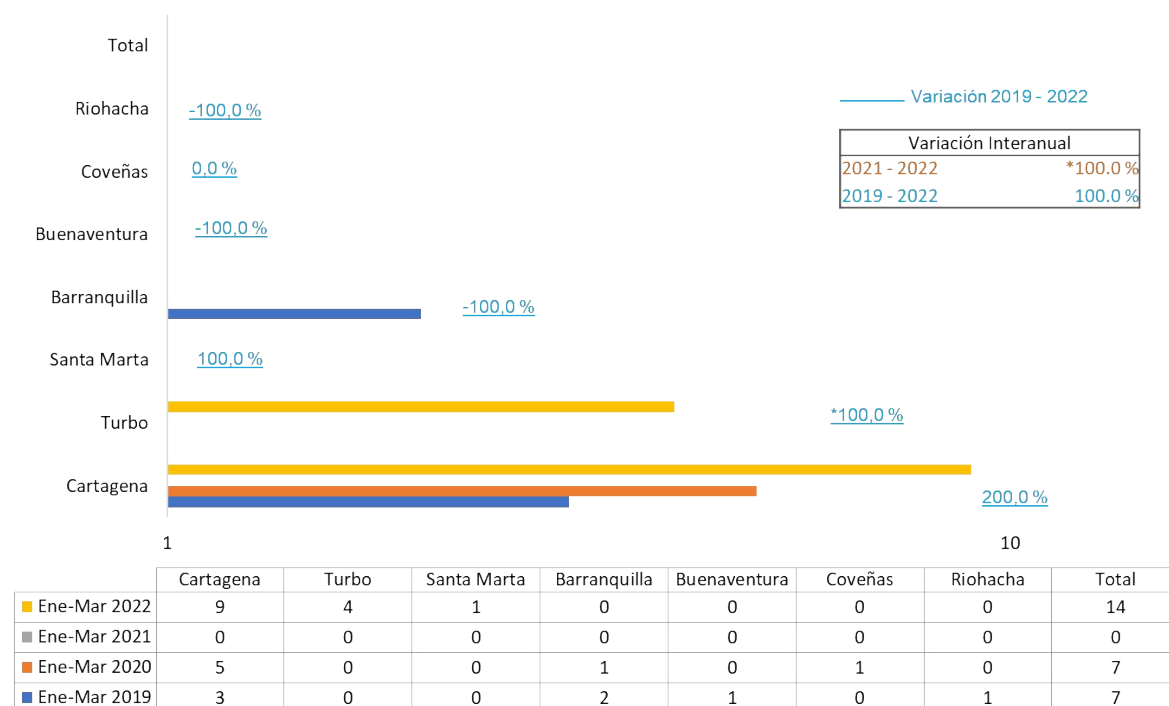 Total
Riohacha -100,0 %
Variación 2019 - 2022
Variación Interanual
2021 - 2022 *100.0 %
2019 - 2022 100.0 %
Coveñas 0,0 %
Buenaventura -100,0 %
Barranquilla -100,0 %
Santa Marta 100,0 %
Turbo *100,0 %
Cartagena 200,0 %
1 10
Cartagena Turbo Santa Marta Barranquilla Buenaventura Coveñas Riohacha Total
Ene-Mar 2022 9 4 1 0 0 0 0 14
Ene-Mar 2021 0 0 0 0 0 0 0 0
Ene-Mar 2020 5 0 0 1 0 1 0 7
Ene-Mar 2019 3 0 0 2 1 0 1 7